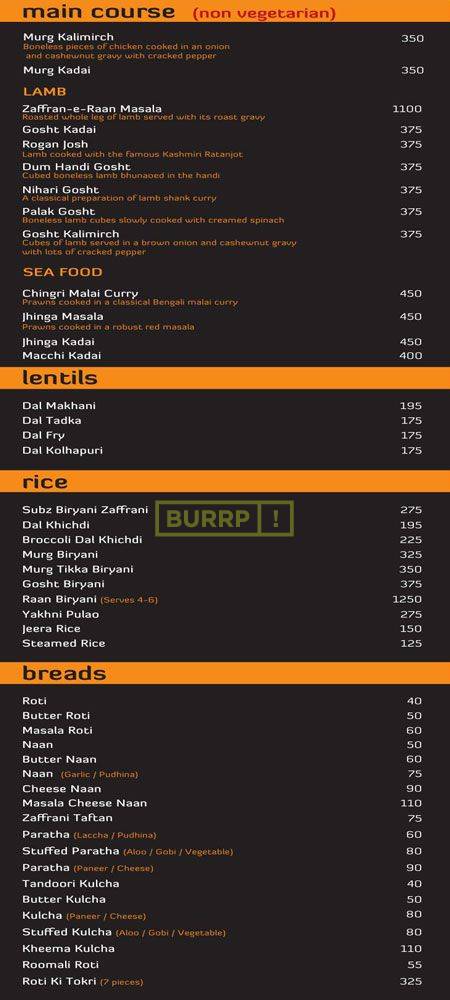 main course (non vegetarian)
Murg Kalimirch 350
Boneless pieces of chicken cooked in an onion
and cashewnut gravy with cracked pepper
Murg Kadai 350
LAMB
Zaffran-e-Raan Masala 1100
Roasted whole leg of lamb served with its roast gravy
Gosht Kadai 375
Rogan Josh 375
Lamb cooked with the famous Kashmiri Ratanjot
Dum Handi Gosht 375
Cubed boneless lamb bhunaoed in the handi
Nihari Gosht 375
A classical preparation of lamb shank curry
Palak Gosht 375
Boneless lamb cubes slowly cooked with creamed spinach
Gosht Kalimirch 375
Cubes of lamb served in a brown onion and cashewnut gravy
with lots of cracked pepper
SEA FOOD
Chingri Malai Curry 450
Prawns cooked in a classical Bengali malai curry
Jhinga Masala 450
Prawns cooked in a robust red masala
Jhinga Kadai 450
Macchi Kadai 400
lentils
Dal Makhani 195
Dal Tadka 175
Dal Fry 175
Dal Kolhapuri 175
rice
Subz Biryani Zaffrani 275
BURRP!
Dal Khichdi 195
Broccoli Dal Khichdi 225
Murg Biryani 325
Murg Tikka Biryani 350
Gosht Biryani 375
Raan Biryani (Serves 4-6) 1250
Yakhni Pulao 275
Jeera Rice 150
Steamed Rice 125
breads
Roti 40
Butter Roti 50
Masala Roti 60
Naan 50
Butter Naan 60
Naan (Garlic / Pudhina) 75
Cheese Naan 90
Masala Cheese Naan 110
Zaffrani Taftan 75
Paratha (Laccha / Pudhina) 60
Stuffed Paratha (Aloo / Gobi / Vegetable) 80
Paratha (Paneer / Cheese) 90
Tandoori Kulcha 40
Butter Kulcha 50
Kulcha (Paneer / Cheese) 80
Stuffed Kulcha (Aloo / Gobi / Vegetable) 80
Kheema Kulcha 110
Roomali Roti 55
Roti Ki Tokri (7 pieces) 325